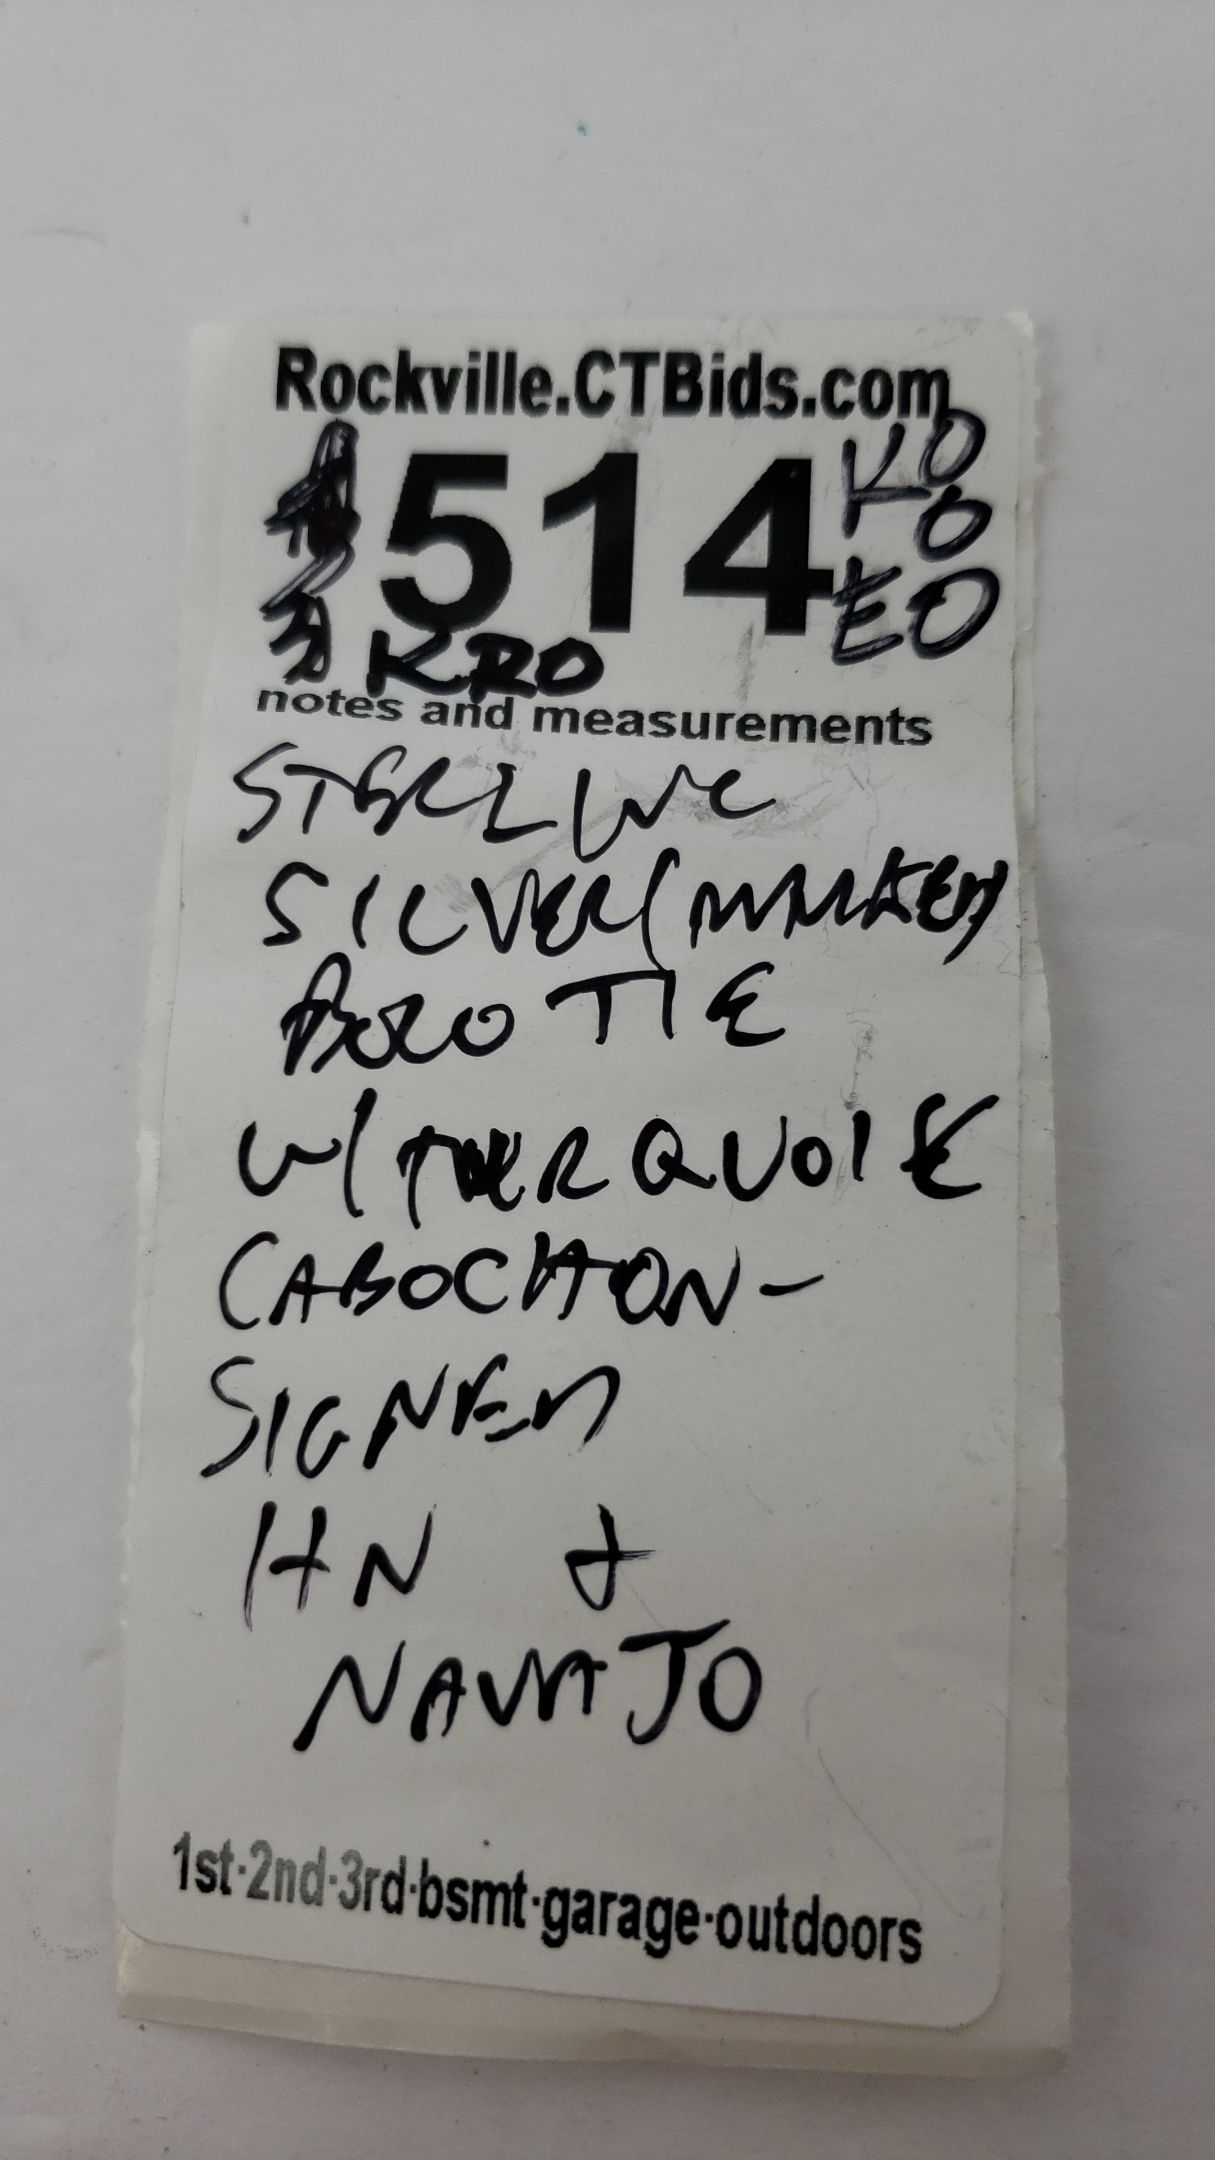 Rockville.CTBids.com
514
KRO
notes and measurements
STERLING
SILVER (MARKED)
BOLO TIE
W/ TURQUOISE
CABOCHON-
SIGNED
HN +
NAVAJO
1st·2nd·3rd·bsmt·garage·outdoors